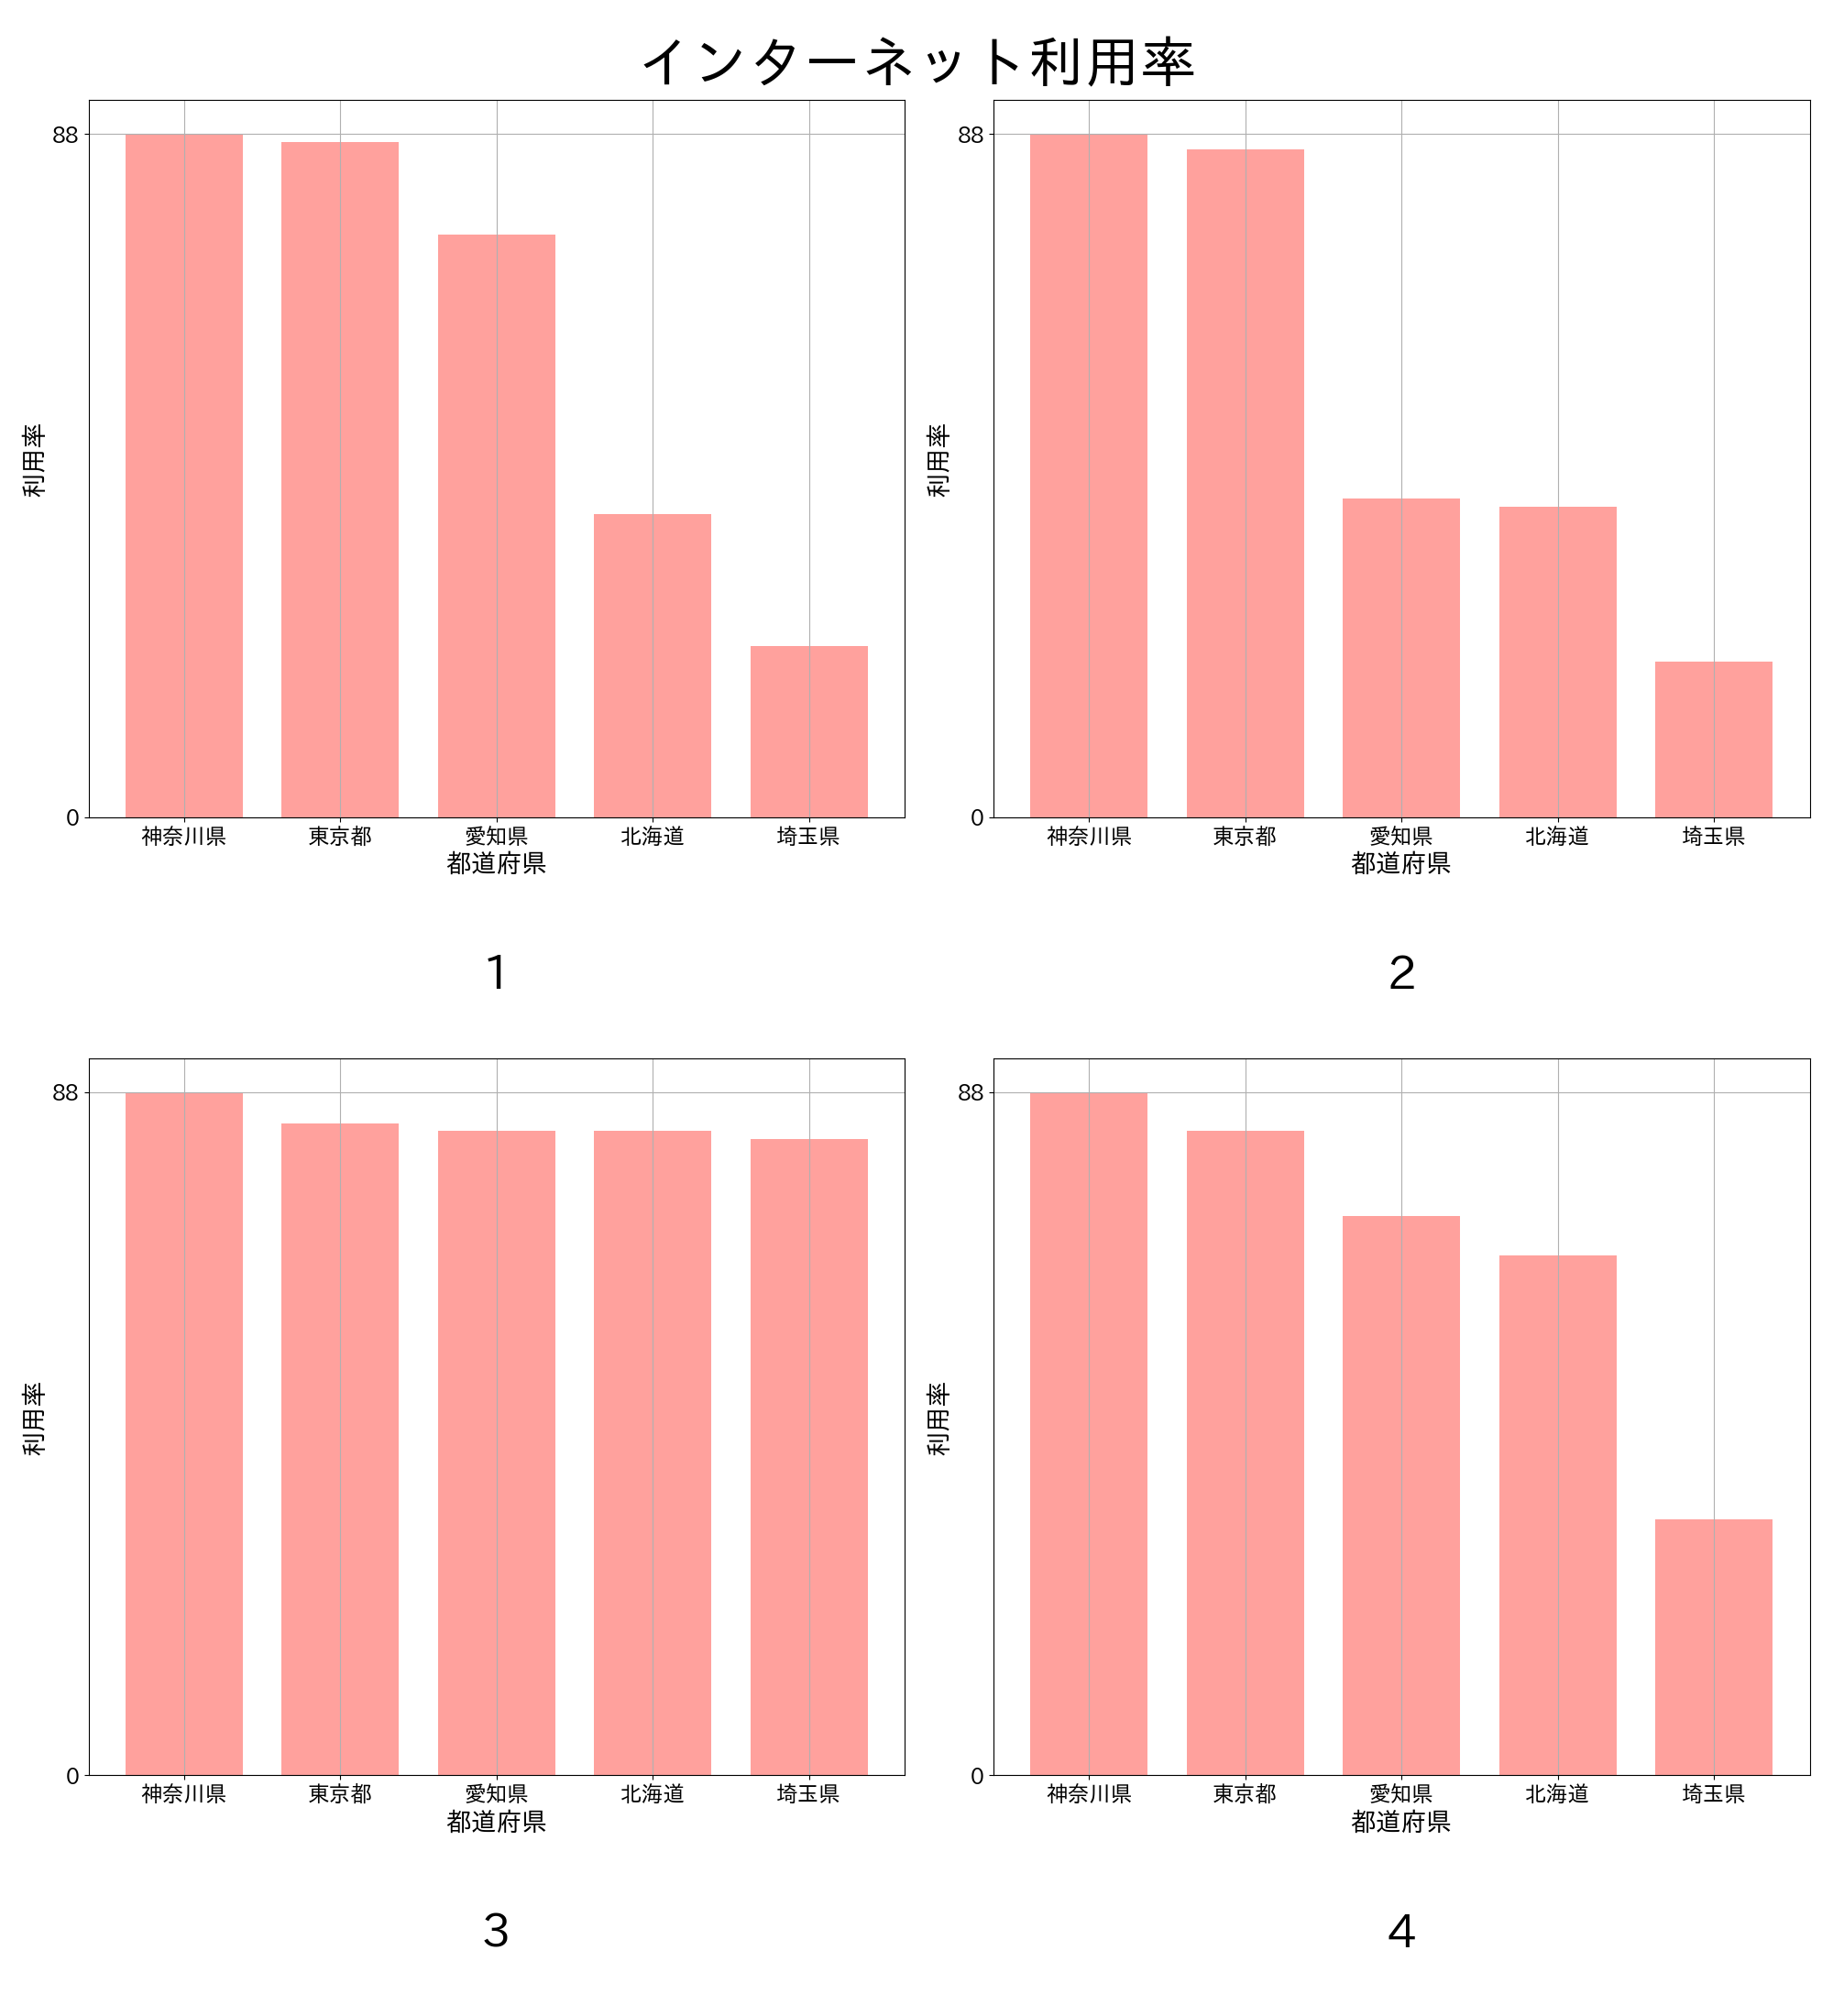 インターネット利用率
88
0
利用率
神奈川県 東京都 愛知県 北海道 埼玉県
都道府県
1
88
0
利用率
神奈川県 東京都 愛知県 北海道 埼玉県
都道府県
2
88
0
利用率
神奈川県 東京都 愛知県 北海道 埼玉県
都道府県
3
88
0
利用率
神奈川県 東京都 愛知県 北海道 埼玉県
都道府県
4